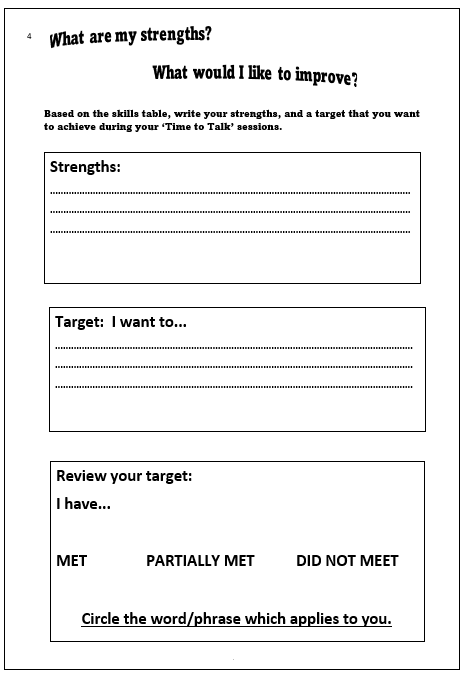 4
What are my strengths?
What would I like to improve?
Based on the skills table, write your strengths, and a target that you want
to achieve during your ‘Time to Talk’ sessions.
Strengths:
Target:  I want to...
Review your target:
I have...
MET PARTIALLY MET DID NOT MEET
Circle the word/phrase which applies to you.